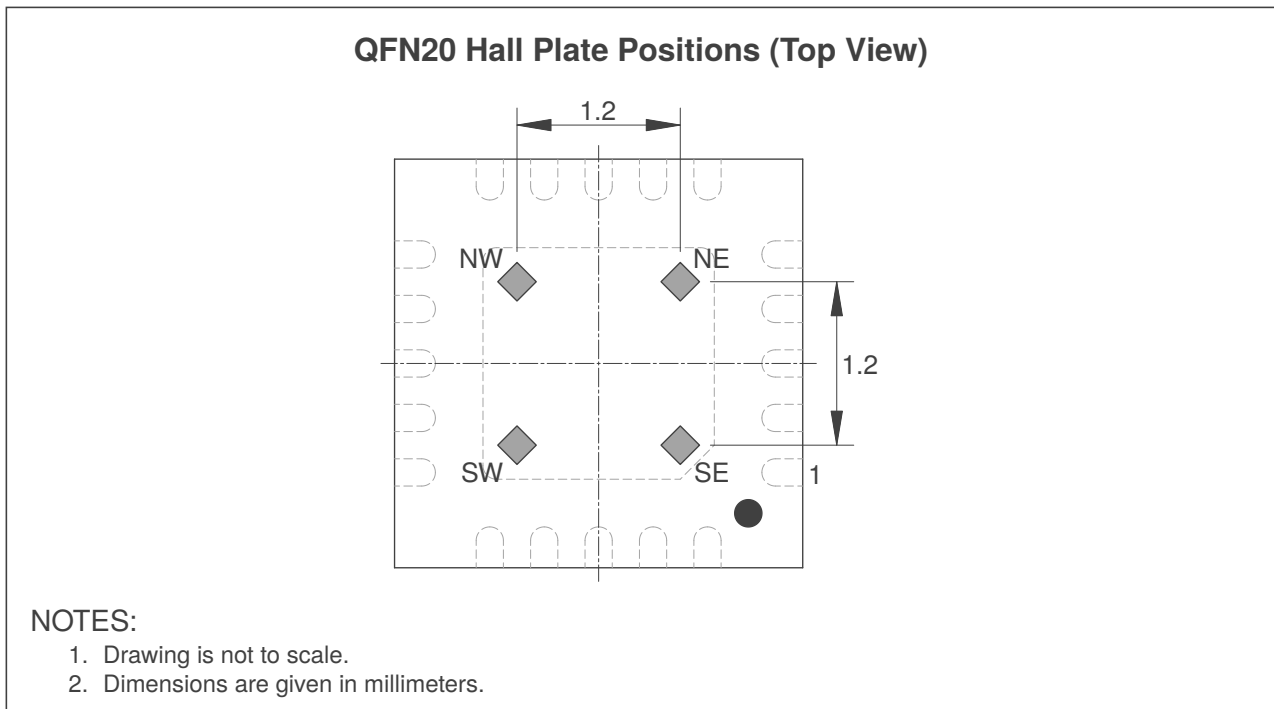 QFN20 Hall Plate Positions (Top View)
1.2
NW NE
1.2
SW SE 1
NOTES:
1. Drawing is not to scale.
2. Dimensions are given in millimeters.